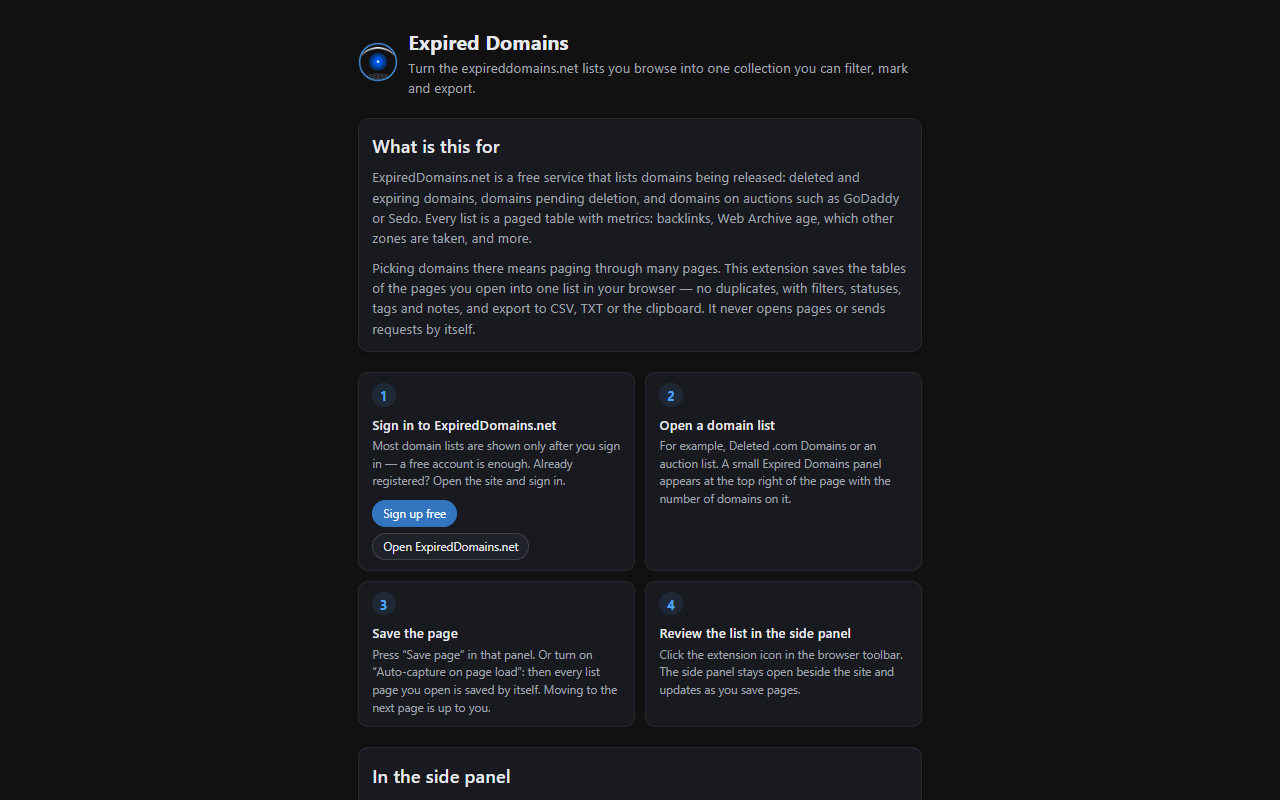 Expired Domains
Turn the expireddomains.net lists you browse into one collection you can filter, mark
and export.
What is this for
ExpiredDomains.net is a free service that lists domains being released: deleted and
expiring domains, domains pending deletion, and domains on auctions such as GoDaddy
or Sedo. Every list is a paged table with metrics: backlinks, Web Archive age, which other
zones are taken, and more.
Picking domains there means paging through many pages. This extension saves the tables
of the pages you open into one list in your browser — no duplicates, with filters, statuses,
tags and notes, and export to CSV, TXT or the clipboard. It never opens pages or sends
requests by itself.
1
Sign in to ExpiredDomains.net
Most domain lists are shown only after you sign
in — a free account is enough. Already
registered? Open the site and sign in.
Sign up free
Open ExpiredDomains.net
2
Open a domain list
For example, Deleted .com Domains or an
auction list. A small Expired Domains panel
appears at the top right of the page with the
number of domains on it.
3
Save the page
Press “Save page” in that panel. Or turn on
“Auto-capture on page load”: then every list
page you open is saved by itself. Moving to the
next page is up to you.
4
Review the list in the side panel
Click the extension icon in the browser toolbar.
The side panel stays open beside the site and
updates as you save pages.
In the side panel